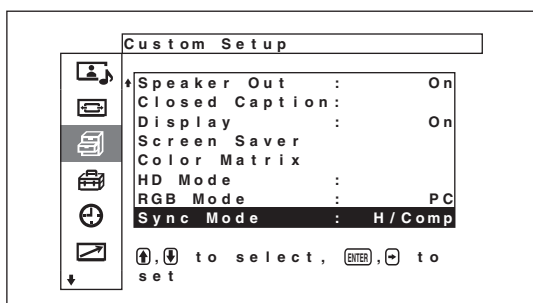 Custom Setup
Speaker Out : On
Closed Caption:
Display : On
Screen Saver
Color Matrix
HD Mode :
RGB Mode : PC
Sync Mode : H/Comp
↑,↓ to select, ENTER,→ to
set